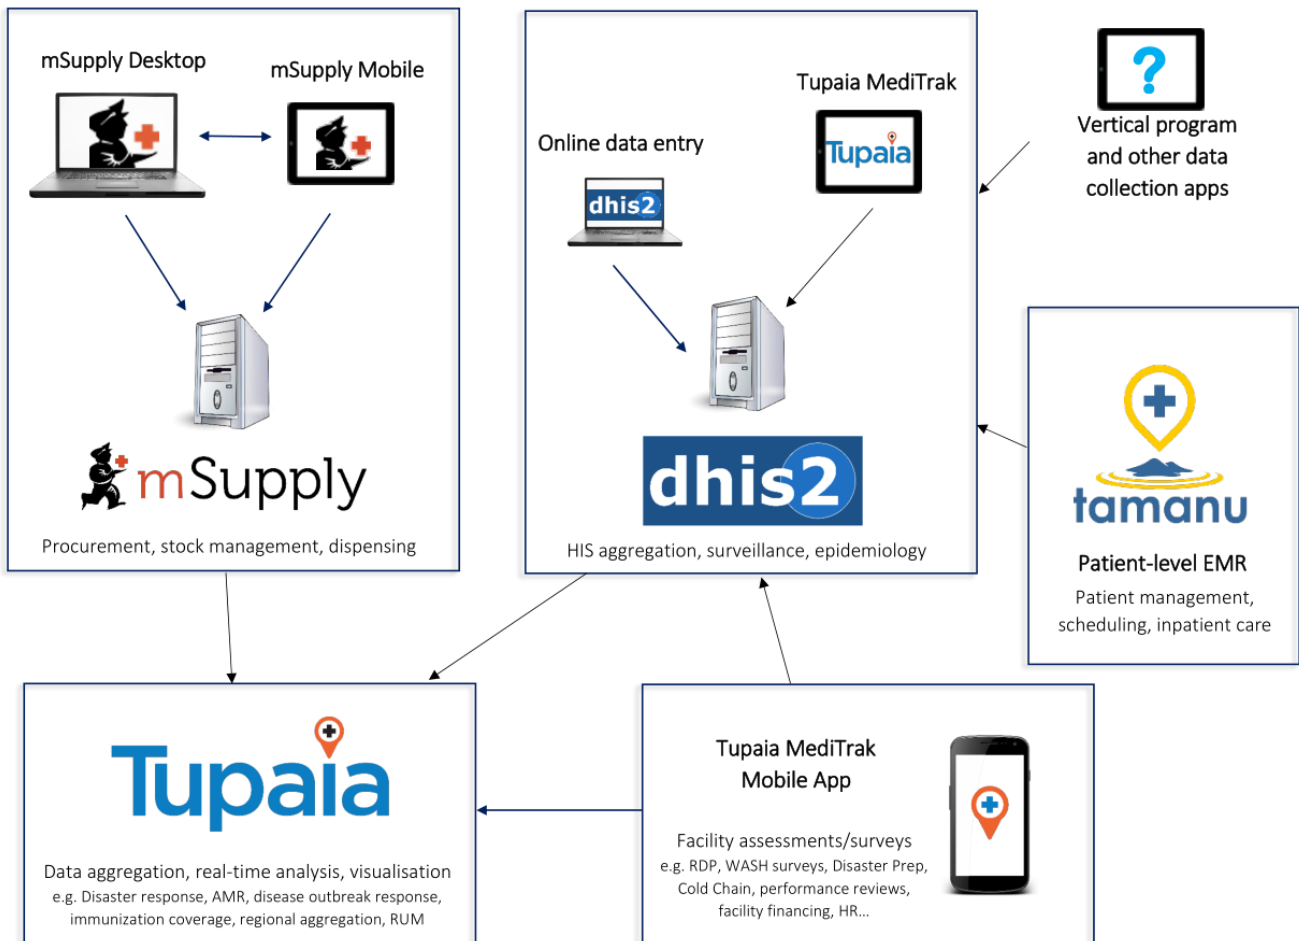 mSupply Desktop
mSupply Mobile
mSupply
Procurement, stock management, dispensing
Tupaia MediTrak
Tupaia
Online data entry
dhis2
dhis2
HIS aggregation, surveillance, epidemiology
?
Vertical program
and other data
collection apps
tamanu
Patient-level EMR
Patient management,
scheduling, inpatient care
Tupaia
Data aggregation, real-time analysis, visualisation
e.g. Disaster response, AMR, disease outbreak response,
immunization coverage, regional aggregation, RUM
Tupaia MediTrak
Mobile App
Facility assessments/surveys
e.g. RDP, WASH surveys, Disaster Prep,
Cold Chain, performance reviews,
facility financing, HR...